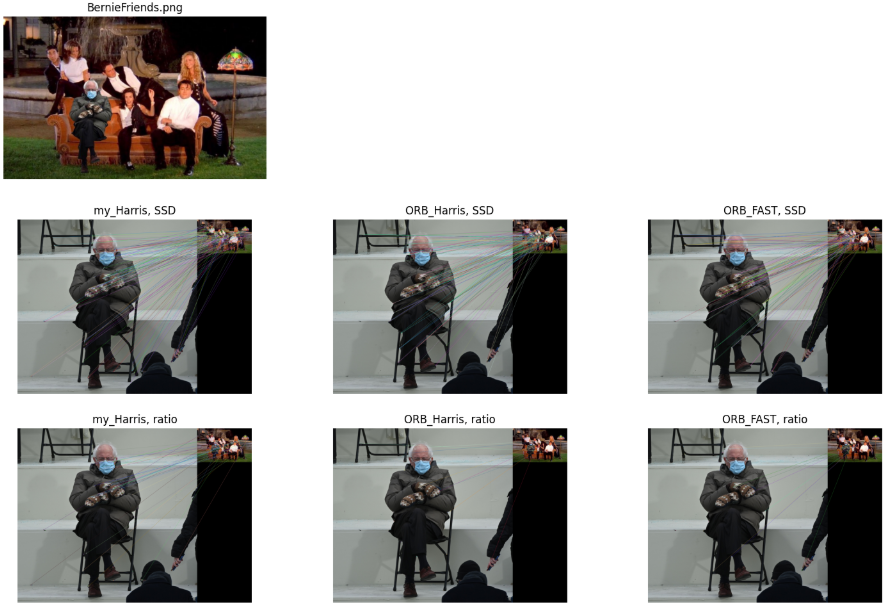 BernieFriends.png
my_Harris, SSD
ORB_Harris, SSD
ORB_FAST, SSD
my_Harris, ratio
ORB_Harris, ratio
ORB_FAST, ratio